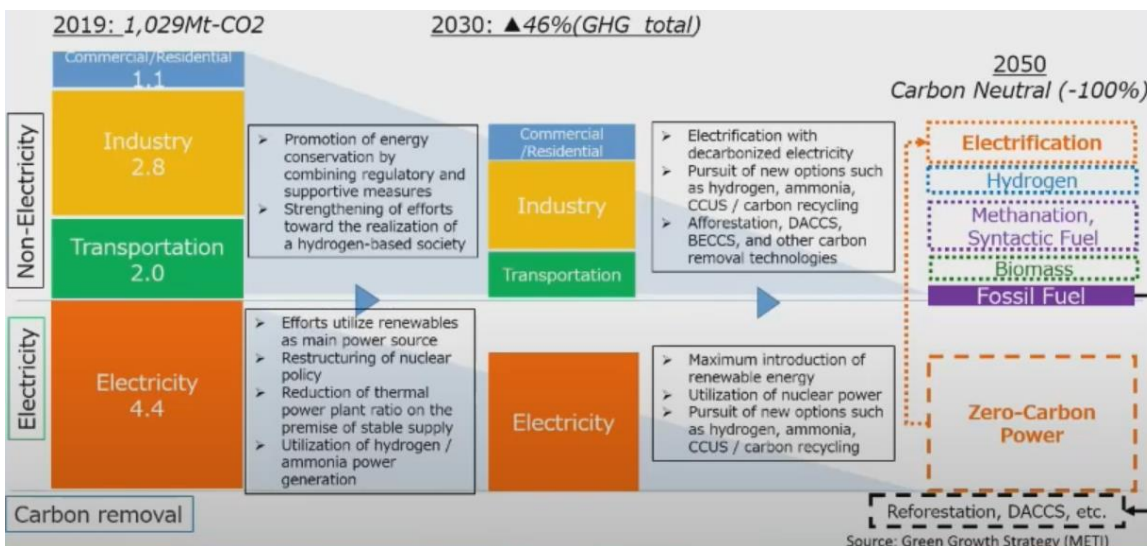 2019: 1,029Mt-CO2
2030: ▲46%(GHG total)
2050
Carbon Neutral (-100%)
Non-Electricity
Commercial/Residential
1.1
Industry
2.8
Transportation
2.0
➢ Promotion of energy
conservation by
combining regulatory and
supportive measures
➢ Strengthening of efforts
toward the realization of
a hydrogen-based society
Commercial
/Residential
Industry
Transportation
➢ Electrification with
decarbonized electricity
➢ Pursuit of new options such
as hydrogen, ammonia,
CCUS / carbon recycling
➢ Afforestation, DACCS,
BECCS, and other carbon
removal technologies
Electrification
Hydrogen
Methanation,
Syntactic Fuel
Biomass
Fossil Fuel
Electricity
Electricity
4.4
➢ Efforts utilize renewables
as main power source
➢ Restructuring of nuclear
policy
➢ Reduction of thermal
power plant ratio on the
premise of stable supply
➢ Utilization of hydrogen /
ammonia power
generation
Electricity
➢ Maximum introduction of
renewable energy
➢ Utilization of nuclear power
➢ Pursuit of new options such
as hydrogen, ammonia,
CCUS / carbon recycling
Zero-Carbon
Power
Carbon removal
Reforestation, DACCS, etc.
Source: Green Growth Strategy (METI)